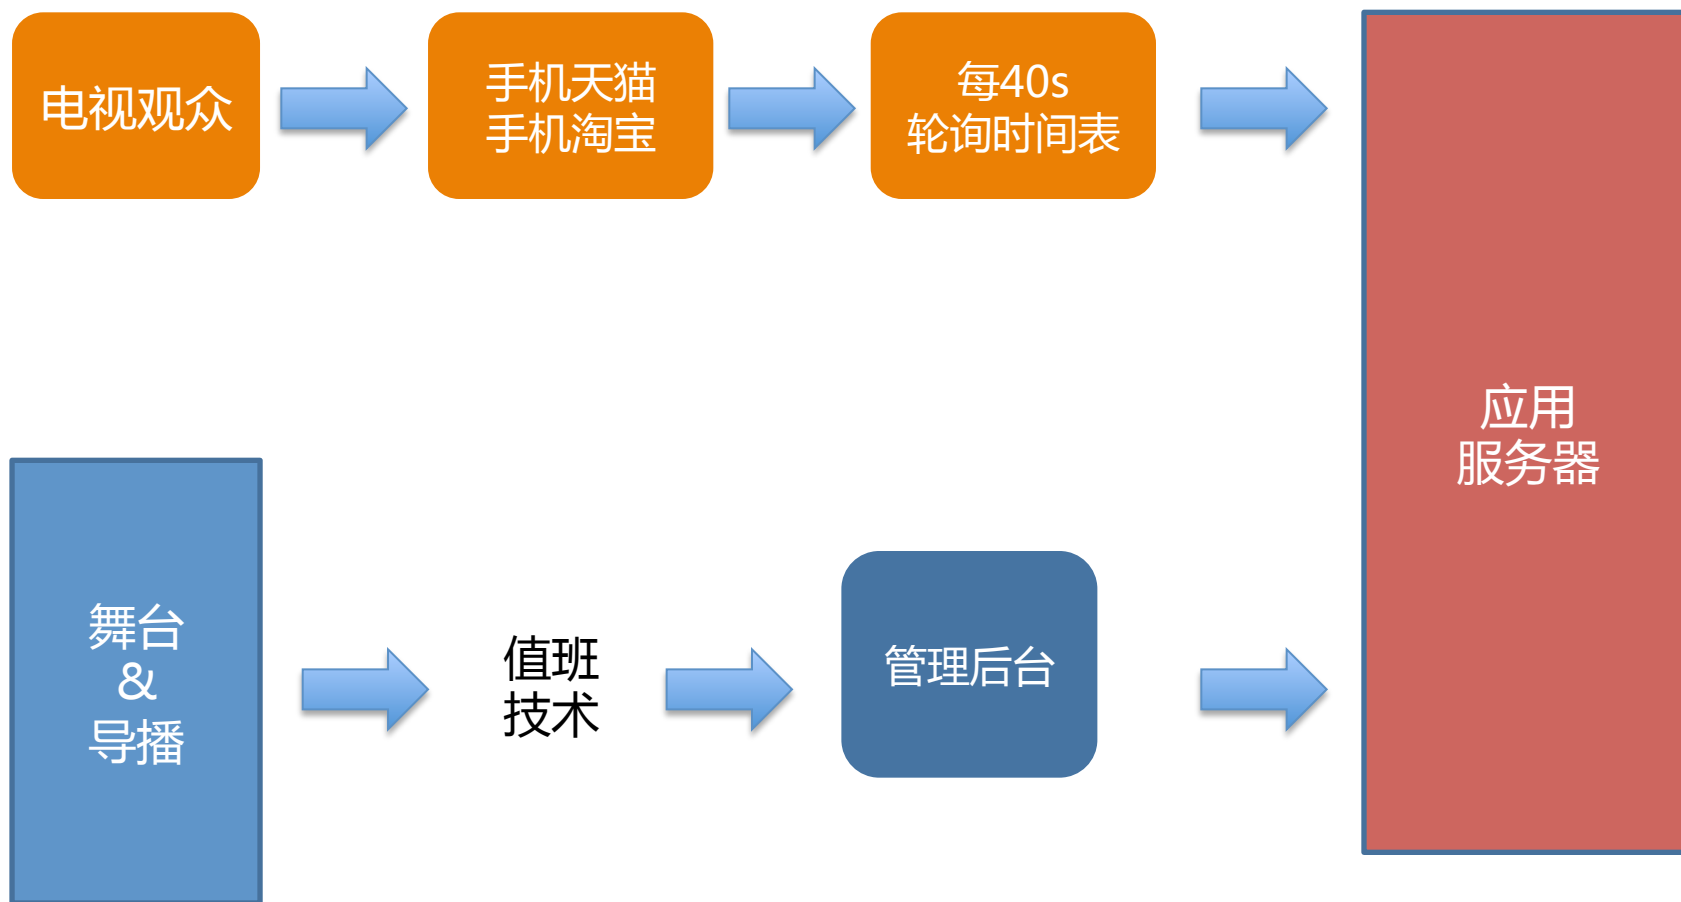 电视观众
手机天猫
手机淘宝
每40s
轮询时间表
应用
服务器
舞台
&
导播
值班
技术
管理后台